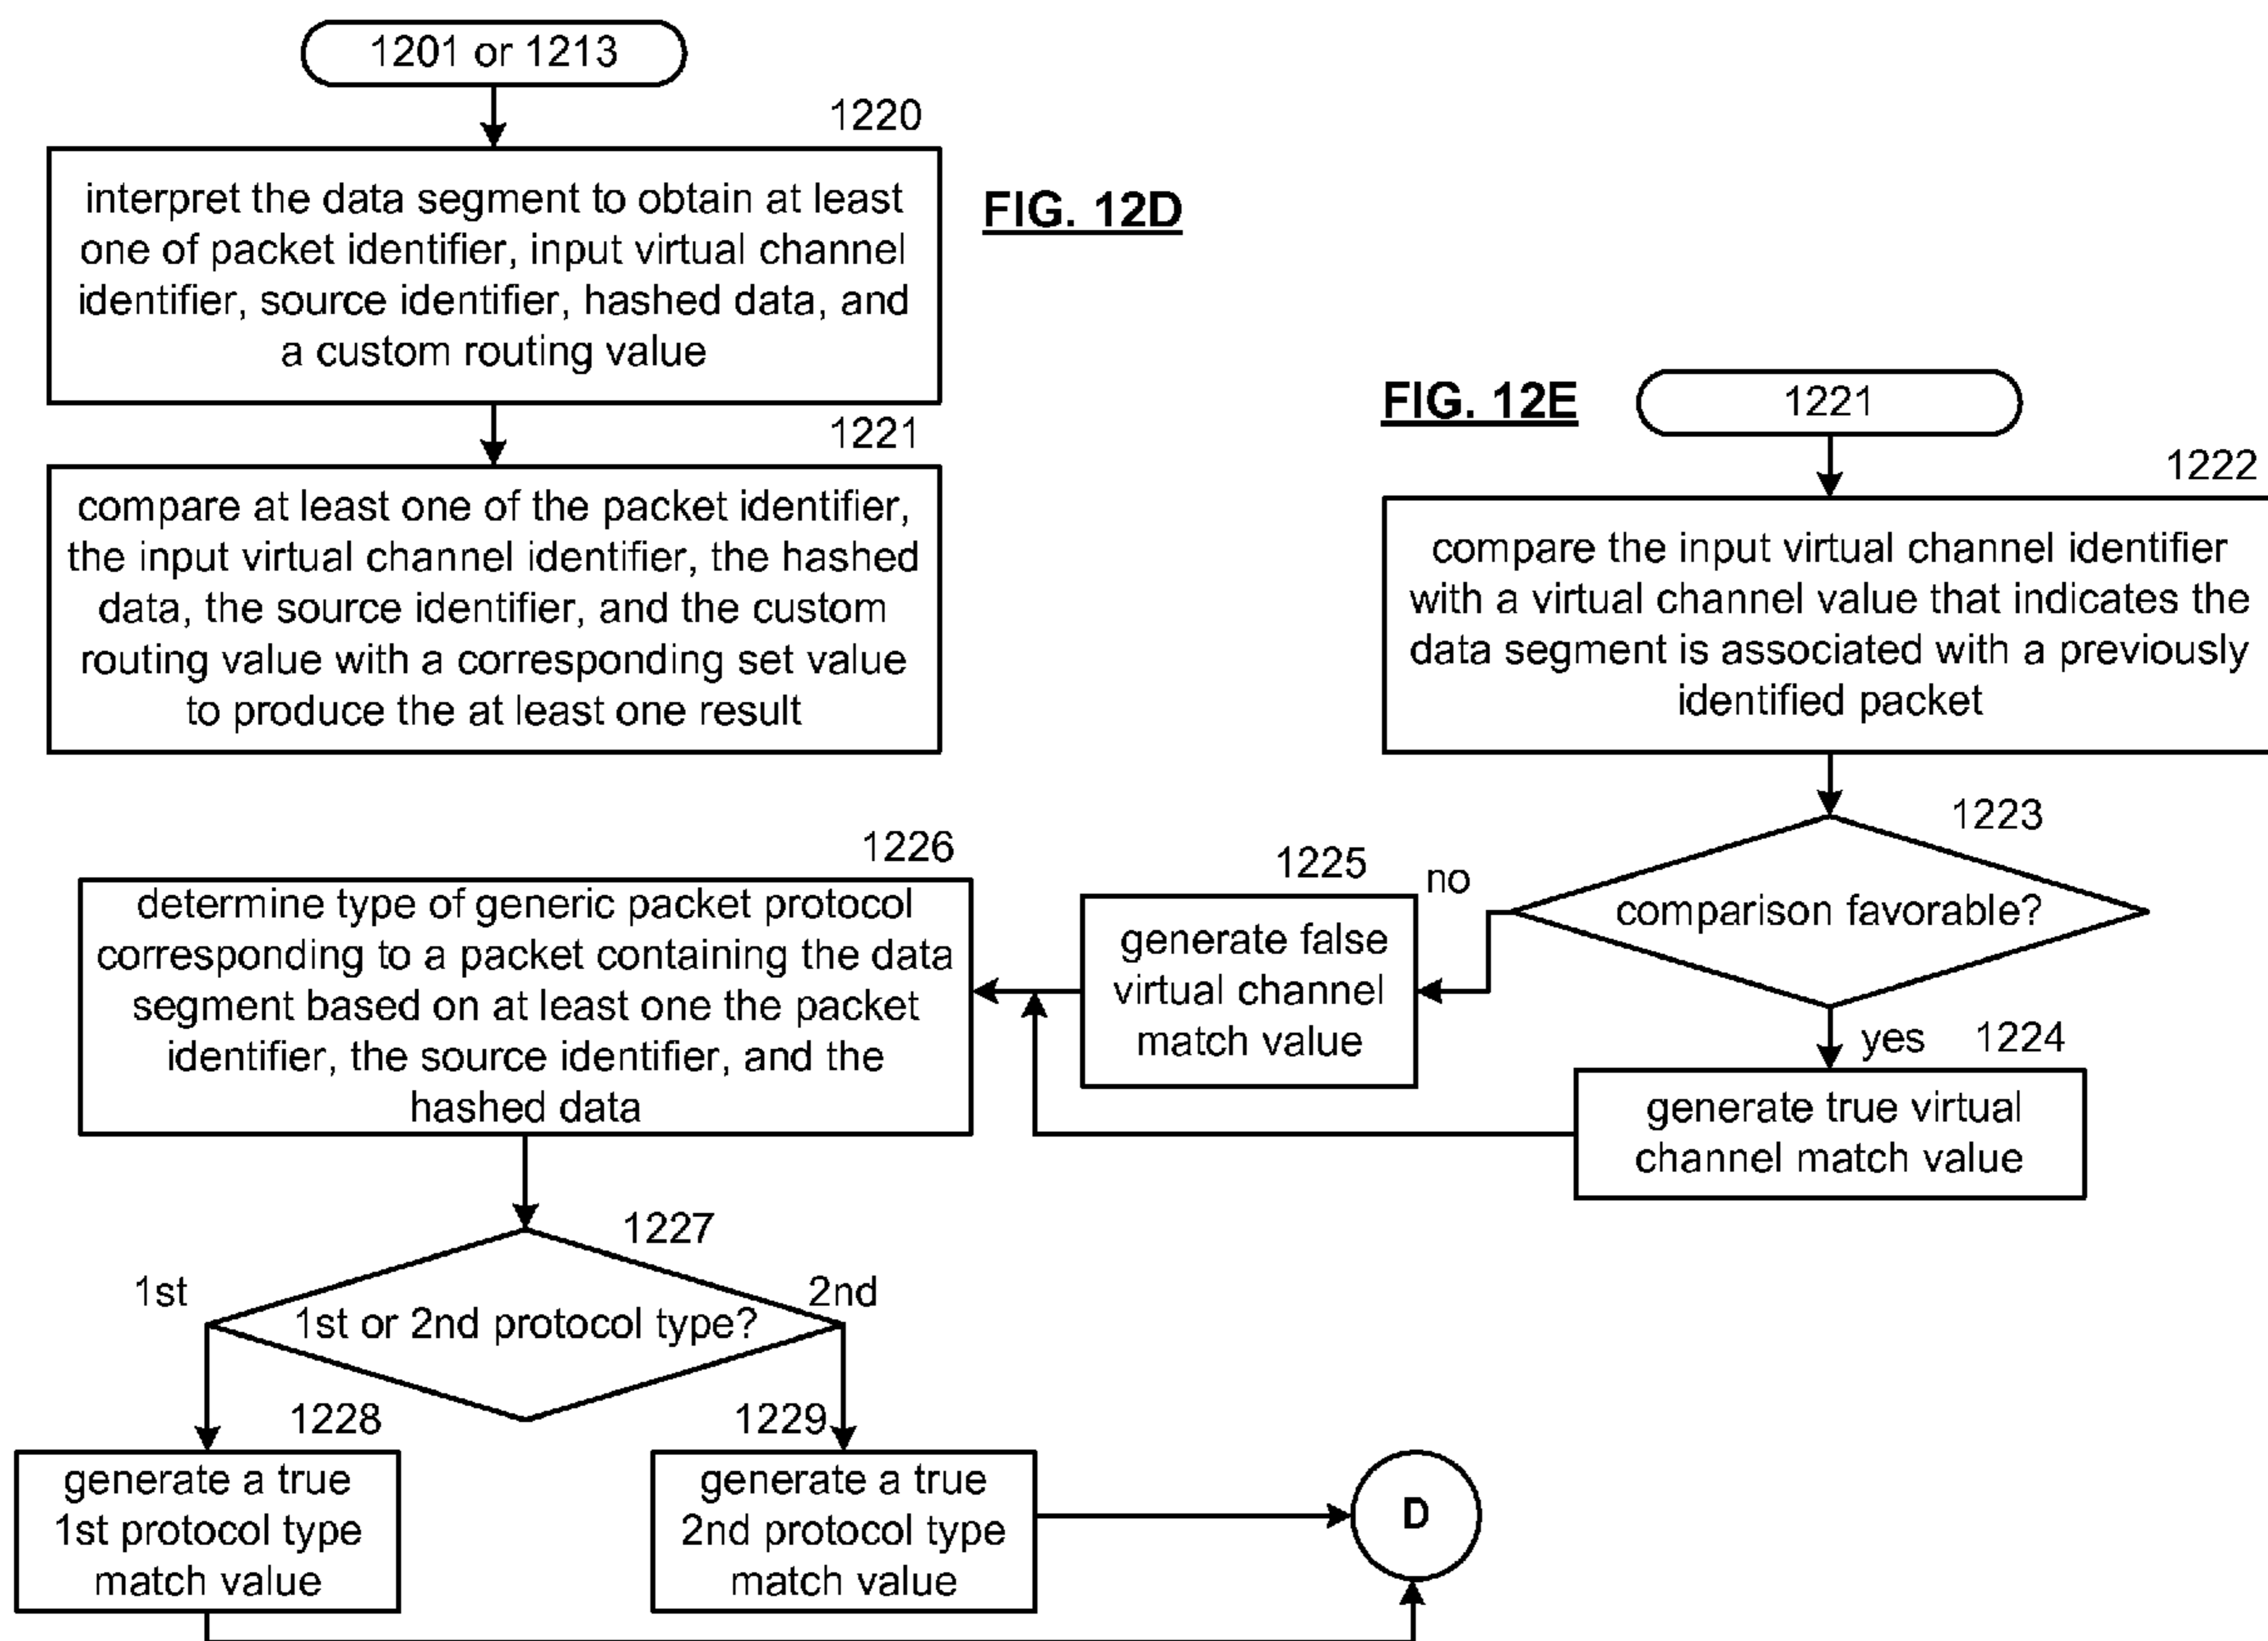 1201 or 1213
1220
interpret the data segment to obtain at least
one of packet identifier, input virtual channel
identifier, source identifier, hashed data, and
a custom routing value
FIG. 12D
1221
compare at least one of the packet identifier,
the input virtual channel identifier, the hashed
data, the source identifier, and the custom
routing value with a corresponding set value
to produce the at least one result
FIG. 12E
1221
1222
compare the input virtual channel identifier
with a virtual channel value that indicates the
data segment is associated with a previously
identified packet
1223
comparison favorable?
no
yes
1224
generate true virtual
channel match value
1225
generate false
virtual channel
match value
1226
determine type of generic packet protocol
corresponding to a packet containing the data
segment based on at least one the packet
identifier, the source identifier, and the
hashed data
1227
1st or 2nd protocol type?
1st
2nd
1228
generate a true
1st protocol type
match value
1229
generate a true
2nd protocol type
match value
D